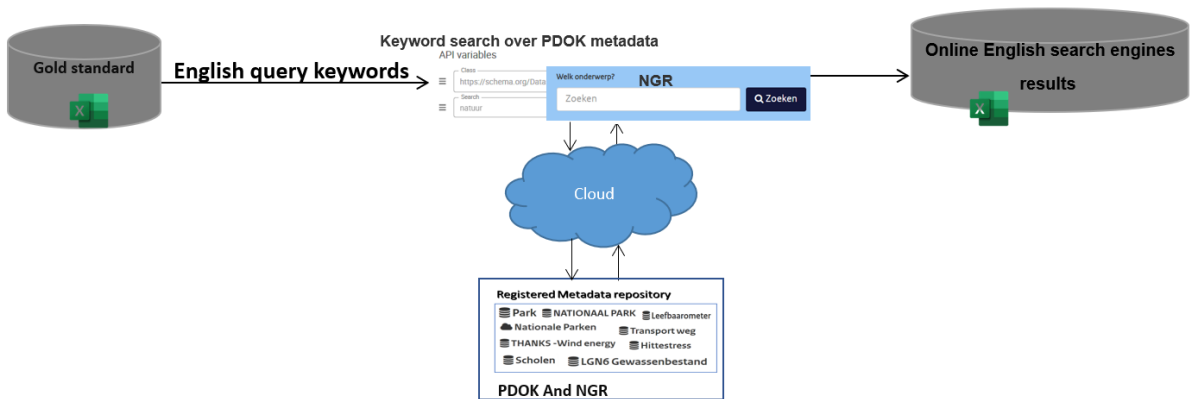 Gold standard
English query keywords
Keyword search over PDOK metadata
API variables
Class
https://schema.org/Data
Search
natuur
Welk onderwerp?
NGR
Zoeken
Zoeken
Online English search engines
results
Cloud
Registered Metadata repository
Park
NATIONAAL PARK
Leefbaarometer
Nationale Parken
Transport weg
THANKS -Wind energy
Hittestress
Scholen
LGN6 Gewassenbestand
PDOK And NGR